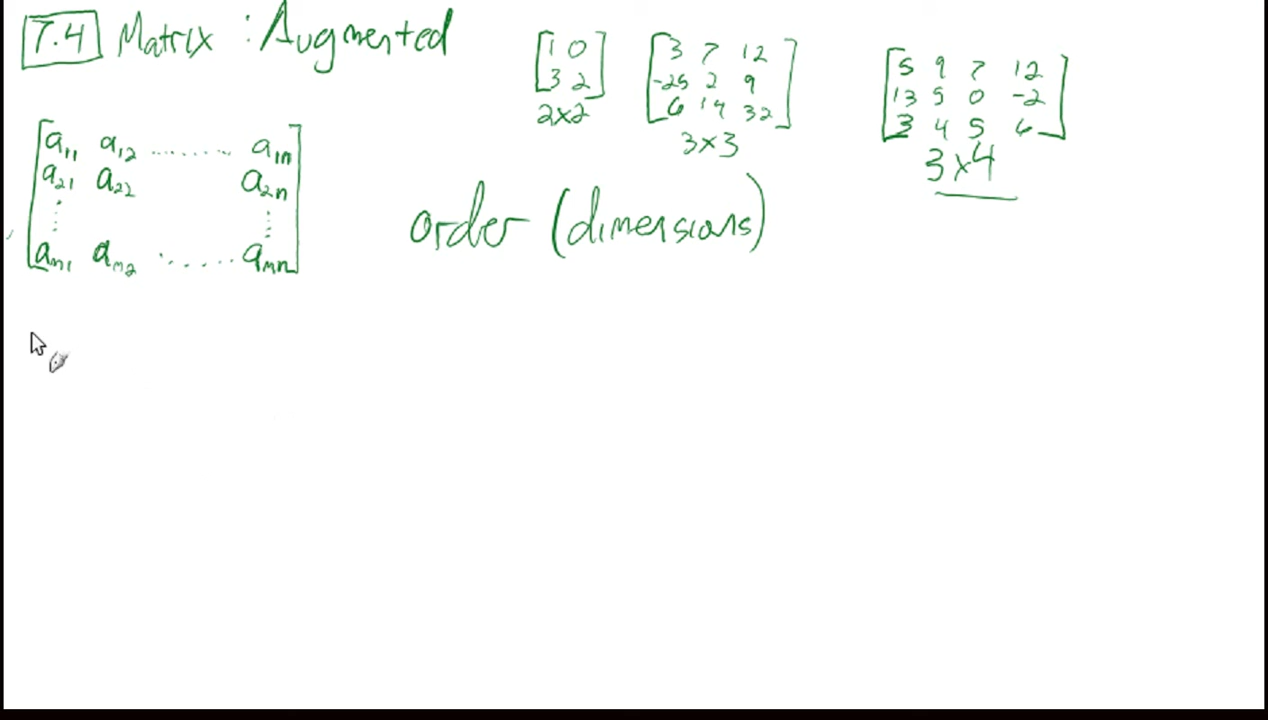 7.4 Matrix : Augmented
a11 a12 ........ a1n
a21 a22 a2n
⋮ ⋮
am1 am2 ....... amn
1 0
3 2
2x2
3 7 12
-25 2 9
6 14 32
3x3
5 9 7 12
13 5 0 -2
3 4 5 6
3x4
order (dimensions)